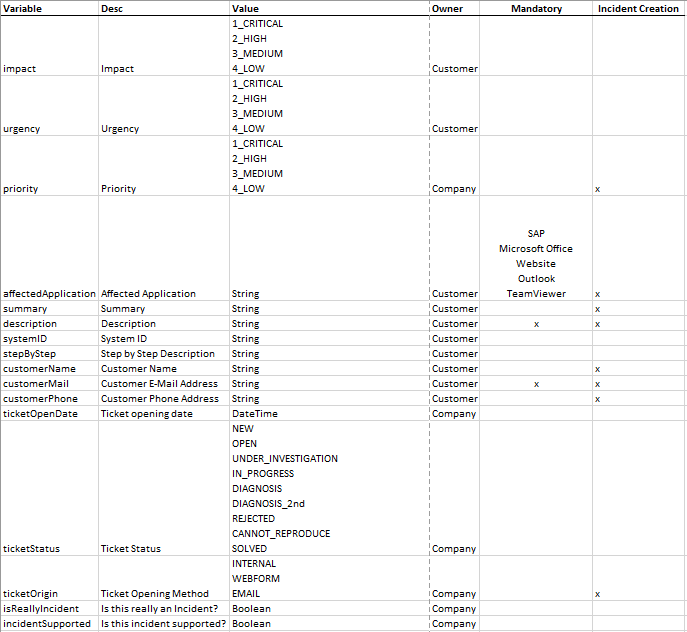 Variable Desc Value Owner Mandatory Incident Creation
1_CRITICAL
2_HIGH
3_MEDIUM
impact Impact 4_LOW Customer
1_CRITICAL
2_HIGH
3_MEDIUM
urgency Urgency 4_LOW Customer
1_CRITICAL
2_HIGH
3_MEDIUM
priority Priority 4_LOW Company x
SAP
Microsoft Office
Website
Outlook
affectedApplication Affected Application String Customer TeamViewer x
summary Summary String Customer x
description Description String Customer x x
systemID System ID String Customer
stepByStep Step by Step Description String Customer
customerName Customer Name String Customer x
customerMail Customer E-Mail Address String Customer x x
customerPhone Customer Phone Address String Customer x
ticketOpenDate Ticket opening date DateTime Company
NEW
OPEN
UNDER_INVESTIGATION
IN_PROGRESS
DIAGNOSIS
DIAGNOSIS_2nd
REJECTED
CANNOT_REPRODUCE
ticketStatus Ticket Status SOLVED Company
INTERNAL
WEBFORM
ticketOrigin Ticket Opening Method EMAIL Company x
isReallyIncident Is this really an Incident? Boolean Company
incidentSupported Is this incident supported? Boolean Company